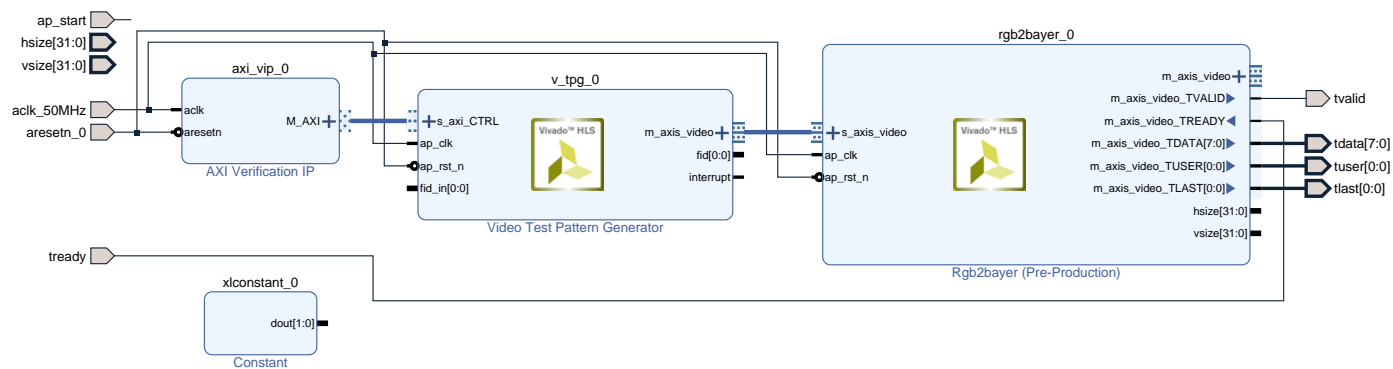 ap_start
hsize[31:0]
vsize[31:0]
aclk_50MHz
aresetn_0
tready
axi_vip_0
aclk
aresetn
M_AXI
AXI Verification IP
xlconstant_0
dout[1:0]
Constant
v_tpg_0
s_axi_CTRL
ap_clk
ap_rst_n
fid_in[0:0]
Vivado™ HLS
m_axis_video
fid[0:0]
interrupt
Video Test Pattern Generator
rgb2bayer_0
s_axis_video
ap_clk
ap_rst_n
Vivado™ HLS
m_axis_video
m_axis_video_TVALID
m_axis_video_TREADY
m_axis_video_TDATA[7:0]
m_axis_video_TUSER[0:0]
m_axis_video_TLAST[0:0]
hsize[31:0]
vsize[31:0]
Rgb2bayer (Pre-Production)
tvalid
tdata[7:0]
tuser[0:0]
tlast[0:0]